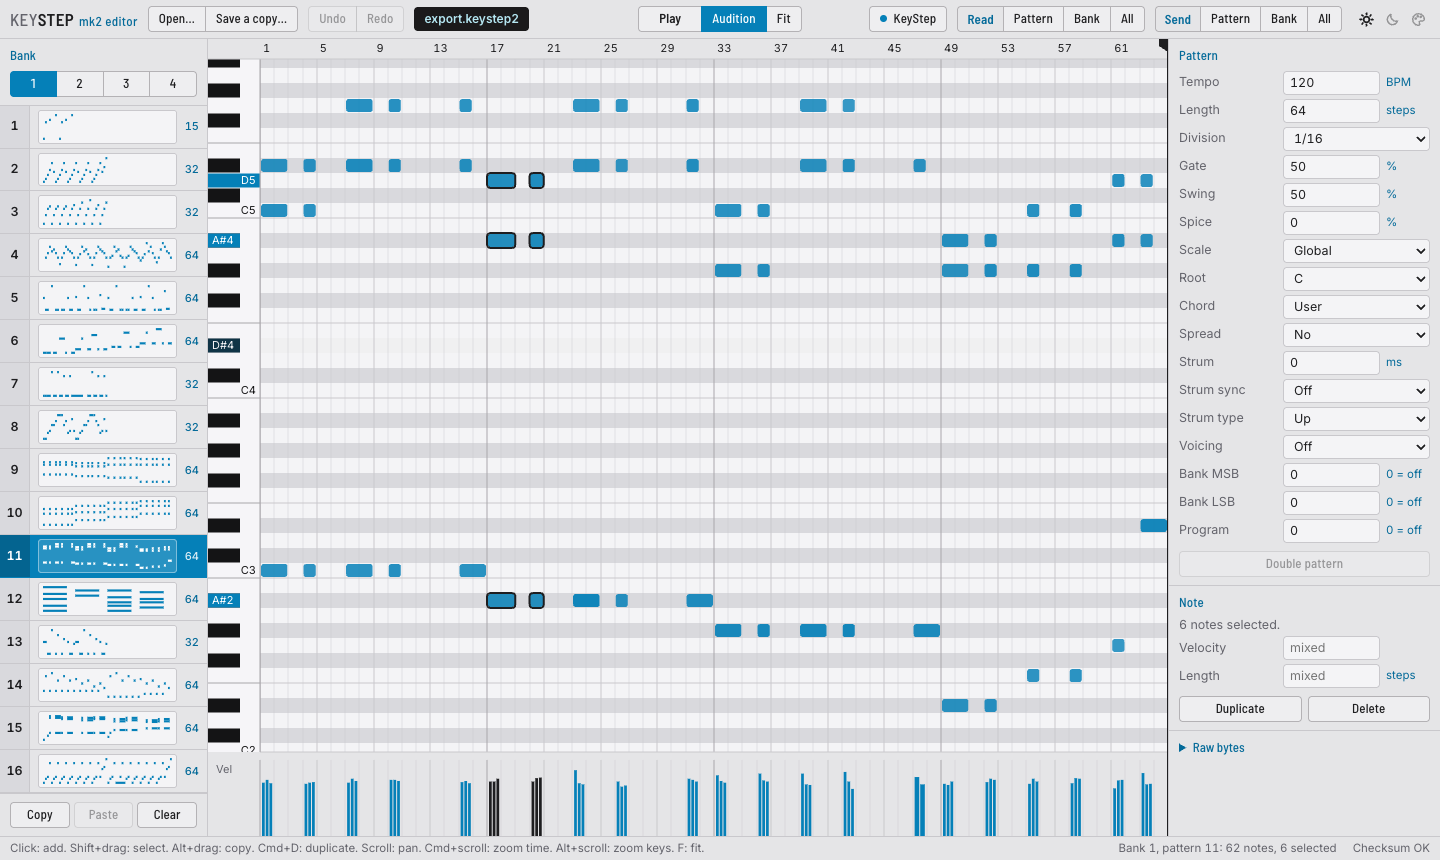 KEYSTEP mk2 editor Open... Save a copy... Undo Redo export.keystep2 Play Audition Fit KeyStep Read Pattern Bank All Send Pattern Bank All
1 5 9 13 17 21 25 29 33 37 41 45 49 53 57 61
Bank
1 2 3 4
1 15
2 32
3 32
4 64
5 64
6 64
7 32
8 32
9 64
10 64
11 64
12 64
13 32
14 64
15 64
16 64
Copy Paste Clear
D5
C5
A#4
D#4
C4
C3
A#2
C2
Vel
Pattern
Tempo 120 BPM
Length 64 steps
Division 1/16
Gate 50 %
Swing 50 %
Spice 0 %
Scale Global
Root C
Chord User
Spread No
Strum 0 ms
Strum sync Off
Strum type Up
Voicing Off
Bank MSB 0 0 = off
Bank LSB 0 0 = off
Program 0 0 = off
Double pattern
Note
6 notes selected.
Velocity mixed
Length mixed steps
Duplicate Delete
Raw bytes
Click: add. Shift+drag: select. Alt+drag: copy. Cmd+D: duplicate. Scroll: pan. Cmd+scroll: zoom time. Alt+scroll: zoom keys. F: fit. Bank 1, pattern 11: 62 notes, 6 selected Checksum OK